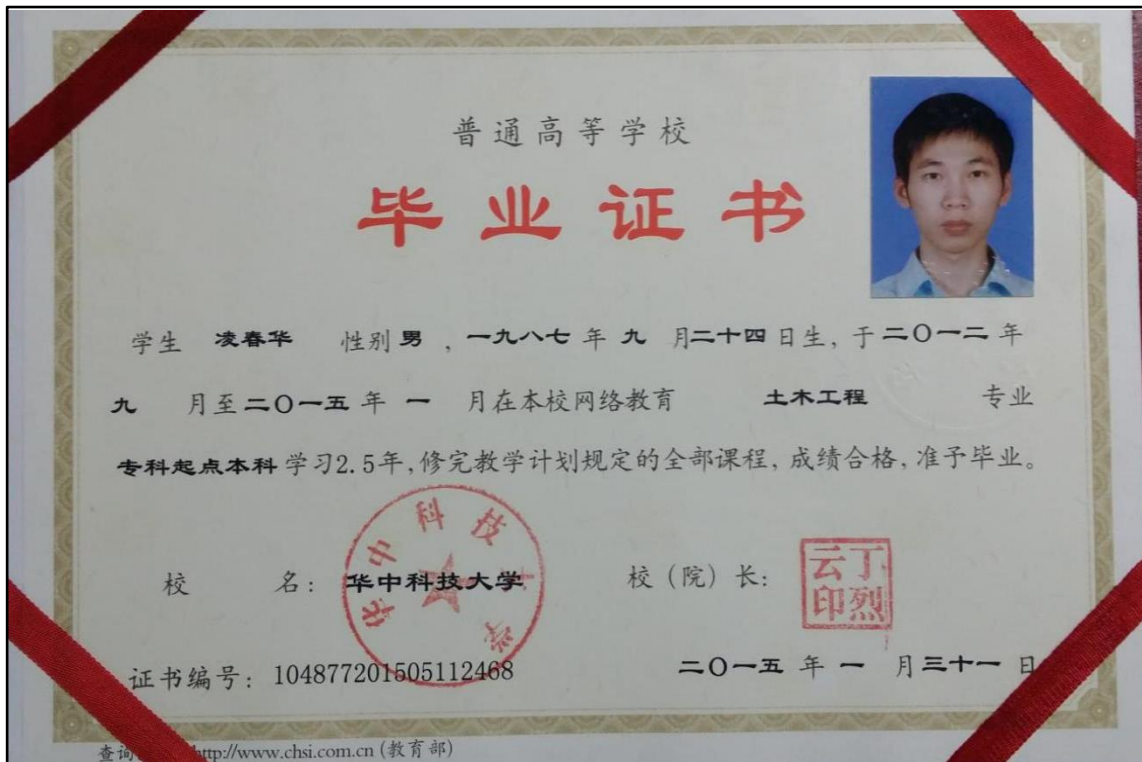 普通高等学校
毕业证书
学生 凌春华 性别 男 ，一九八七 年 九 月 二十四 日生，于 二〇一二 年
九 月至 二〇一五 年 一 月在本校网络教育 土木工程 专业
专科起点本科 学习2.5年，修完教学计划规定的全部课程，成绩合格，准予毕业。
华中科技大学
校 名：华中科技大学 校（院）长：
丁烈云印
证书编号：104877201505112468 二〇一五 年 一 月 三十一 日
查询 http://www.chsi.com.cn (教育部)